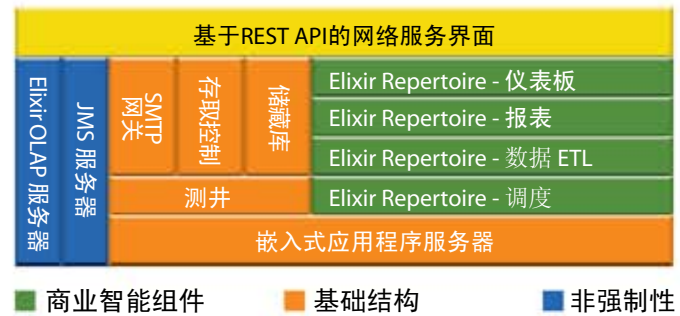 基于REST API的网络服务界面
Elixir OLAP 服务器
JMS 服务器
SMTP
网关
存取控制
储藏库
Elixir Repertoire - 仪表板
Elixir Repertoire - 报表
Elixir Repertoire - 数据 ETL
测井
Elixir Repertoire - 调度
嵌入式应用程序服务器
商业智能组件
基础结构
非强制性